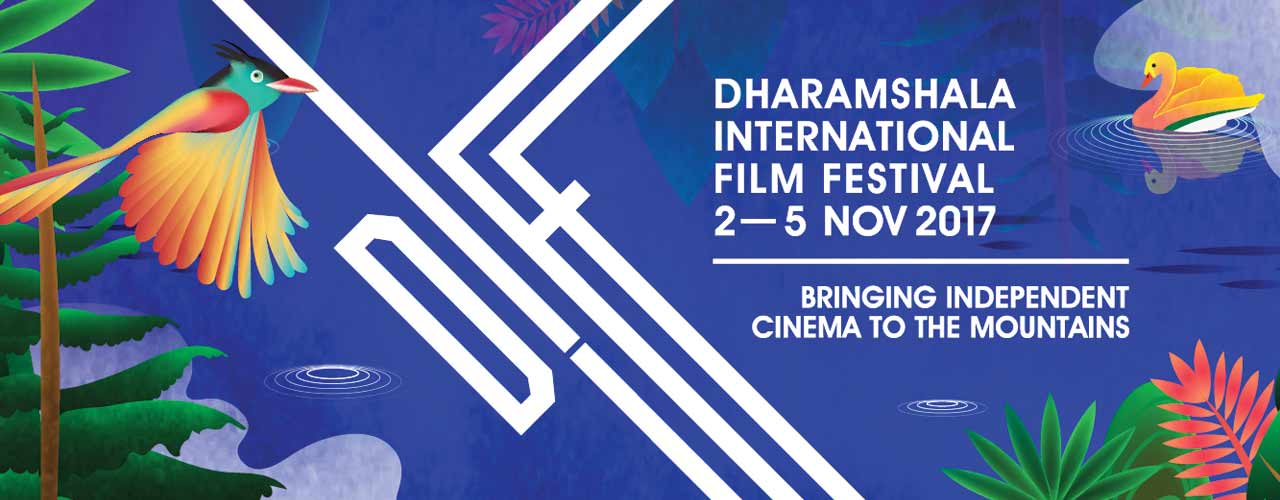 DHARAMSHALA
INTERNATIONAL
FILM FESTIVAL
2— 5 NOV 2017
BRINGING INDEPENDENT
CINEMA TO THE MOUNTAINS